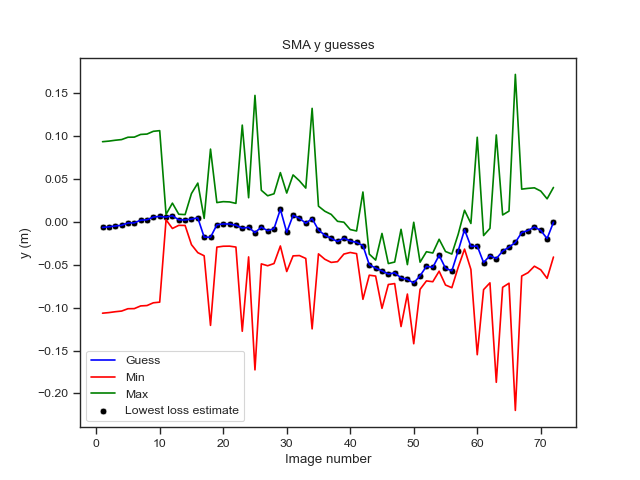 SMA y guesses
0.15
0.10
0.05
0.00
−0.05
−0.10
−0.15
−0.20
y (m)
Guess
Min
Max
Lowest loss estimate
0 10 20 30 40 50 60 70
Image number